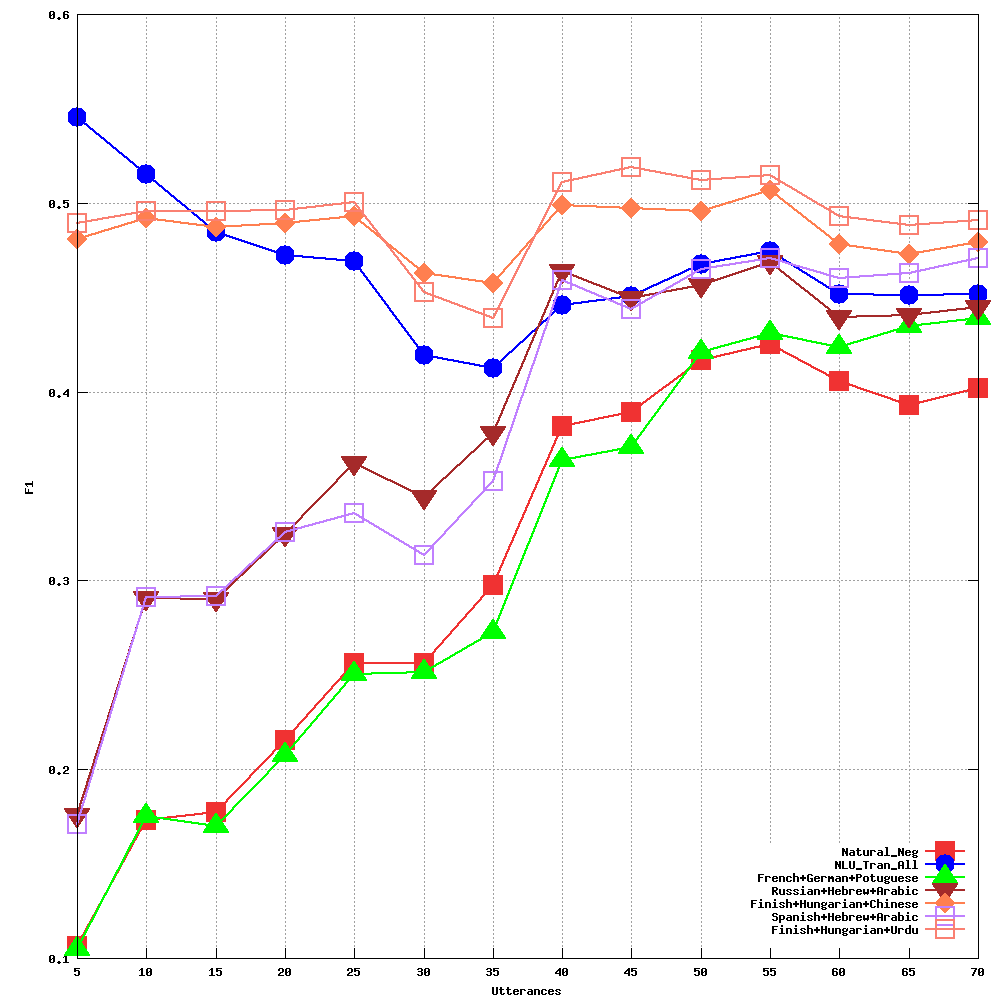 0.6
0.5
0.4
0.3
0.2
0.1
F1
5 10 15 20 25 30 35 40 45 50 55 60 65 70
Utterances
Natural_Neg
NLU_Tran_All
French+German+Potuguese
Russian+Hebrew+Arabic
Finish+Hungarian+Chinese
Spanish+Hebrew+Arabic
Finish+Hungarian+Urdu